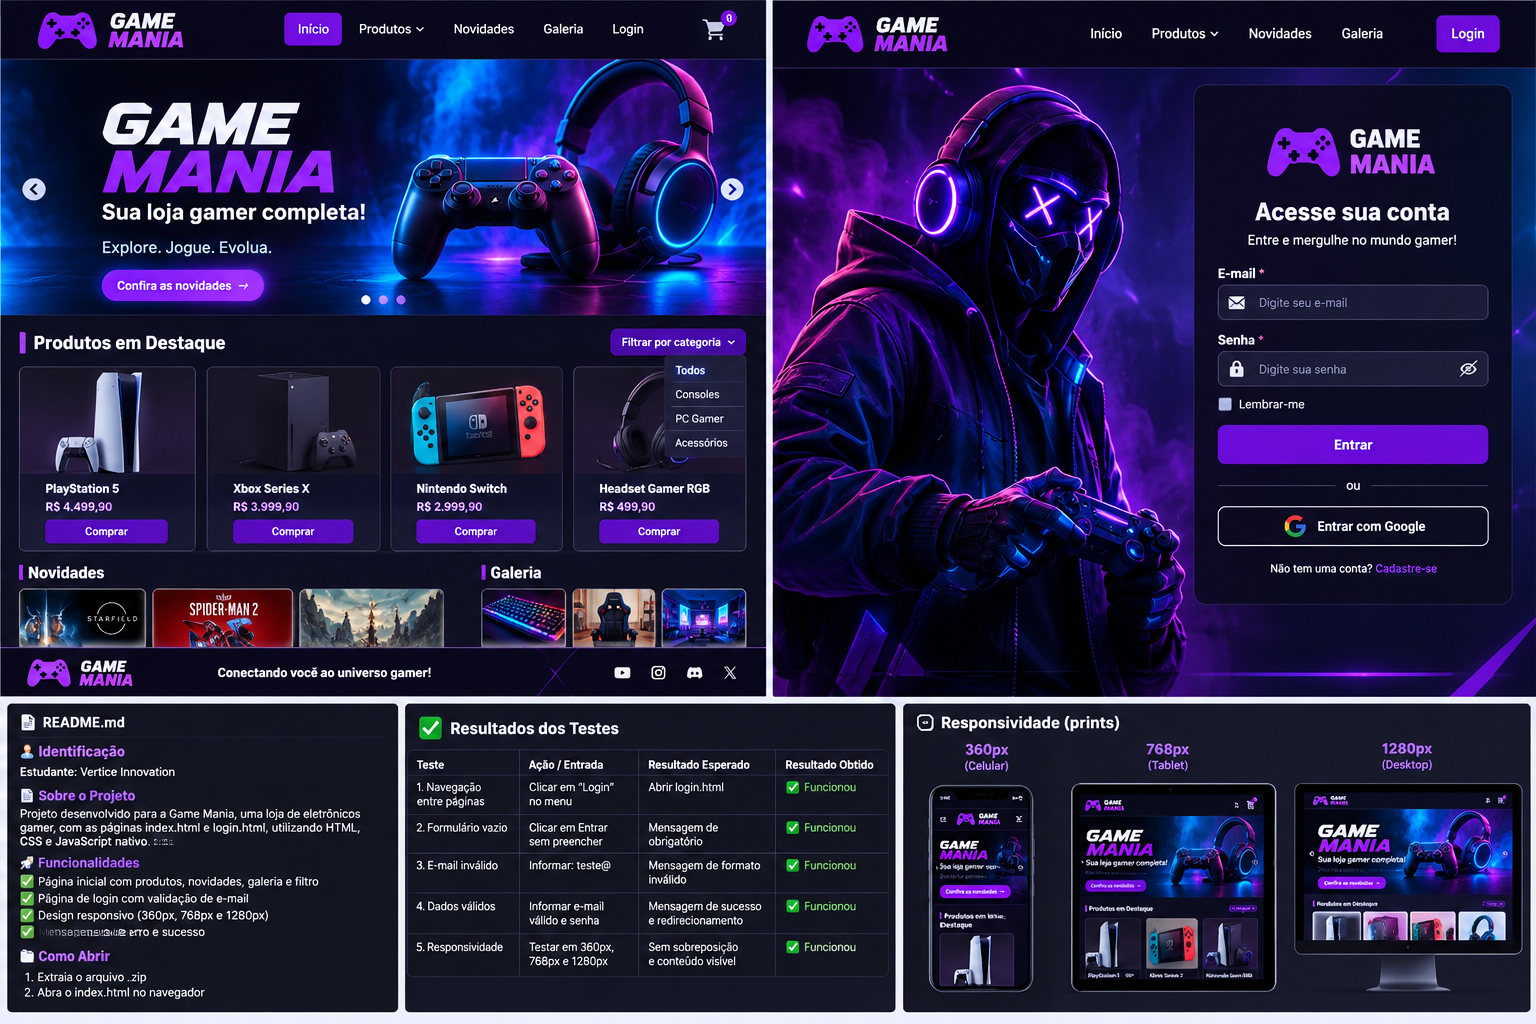 GAME
MANIA
Início
Produtos
Novidades
Galeria
Login
0
GAME
MANIA
Sua loja gamer completa!
Explore. Jogue. Evolua.
Confira as novidades →
Produtos em Destaque
Filtrar por categoria
Todos
Consoles
PC Gamer
Acessórios
PlayStation 5
R$ 4.499,90
Comprar
Xbox Series X
R$ 3.999,90
Comprar
Nintendo Switch
R$ 2.999,90
Comprar
Headset Gamer RGB
R$ 499,90
Comprar
Novidades
STARFIELD
SPIDER-MAN 2
Galeria
GAME
MANIA
Conectando você ao universo gamer!
GAME
MANIA
Início
Produtos
Novidades
Galeria
Login
GAME
MANIA
Acesse sua conta
Entre e mergulhe no mundo gamer!
E-mail *
Digite seu e-mail
Senha *
Digite sua senha
Lembrar-me
Entrar
ou
Entrar com Google
Não tem uma conta? Cadastre-se
README.md
Identificação
Estudante: Vertice Innovation
Sobre o Projeto
Projeto desenvolvido para a Game Mania, uma loja de eletrônicos
gamer, com as páginas index.html e login.html, utilizando HTML,
CSS e JavaScript nativo.
Funcionalidades
Página inicial com produtos, novidades, galeria e filtro
Página de login com validação de e-mail
Design responsivo (360px, 768px e 1280px)
erro e sucesso
Como Abrir
1. Extraia o arquivo .zip
2. Abra o index.html no navegador
Resultados dos Testes
Teste
Ação / Entrada
Resultado Esperado
Resultado Obtido
1. Navegação
entre páginas
Clicar em "Login"
no menu
Abrir login.html
Funcionou
2. Formulário vazio
Clicar em Entrar
sem preencher
Mensagem de
obrigatório
Funcionou
3. E-mail inválido
Informar: teste@
Mensagem de formato
inválido
Funcionou
4. Dados válidos
Informar e-mail
válido e senha
Mensagem de sucesso
e redirecionamento
Funcionou
5. Responsividade
Testar em 360px,
768px e 1280px
Sem sobreposição
e conteúdo visível
Funcionou
Responsividade (prints)
360px
(Celular)
768px
(Tablet)
1280px
(Desktop)
GAME
MANIA
GAME
MANIA
Sua loja gamer completa!
Confira as novidades →
Produtos em
Destaque
GAME
MANIA
GAME
MANIA
Sua loja gamer completa!
Confira as novidades →
Produtos em Destaque
GAME
MANIA
GAME
MANIA
Sua loja gamer completa!
Confira as novidades →